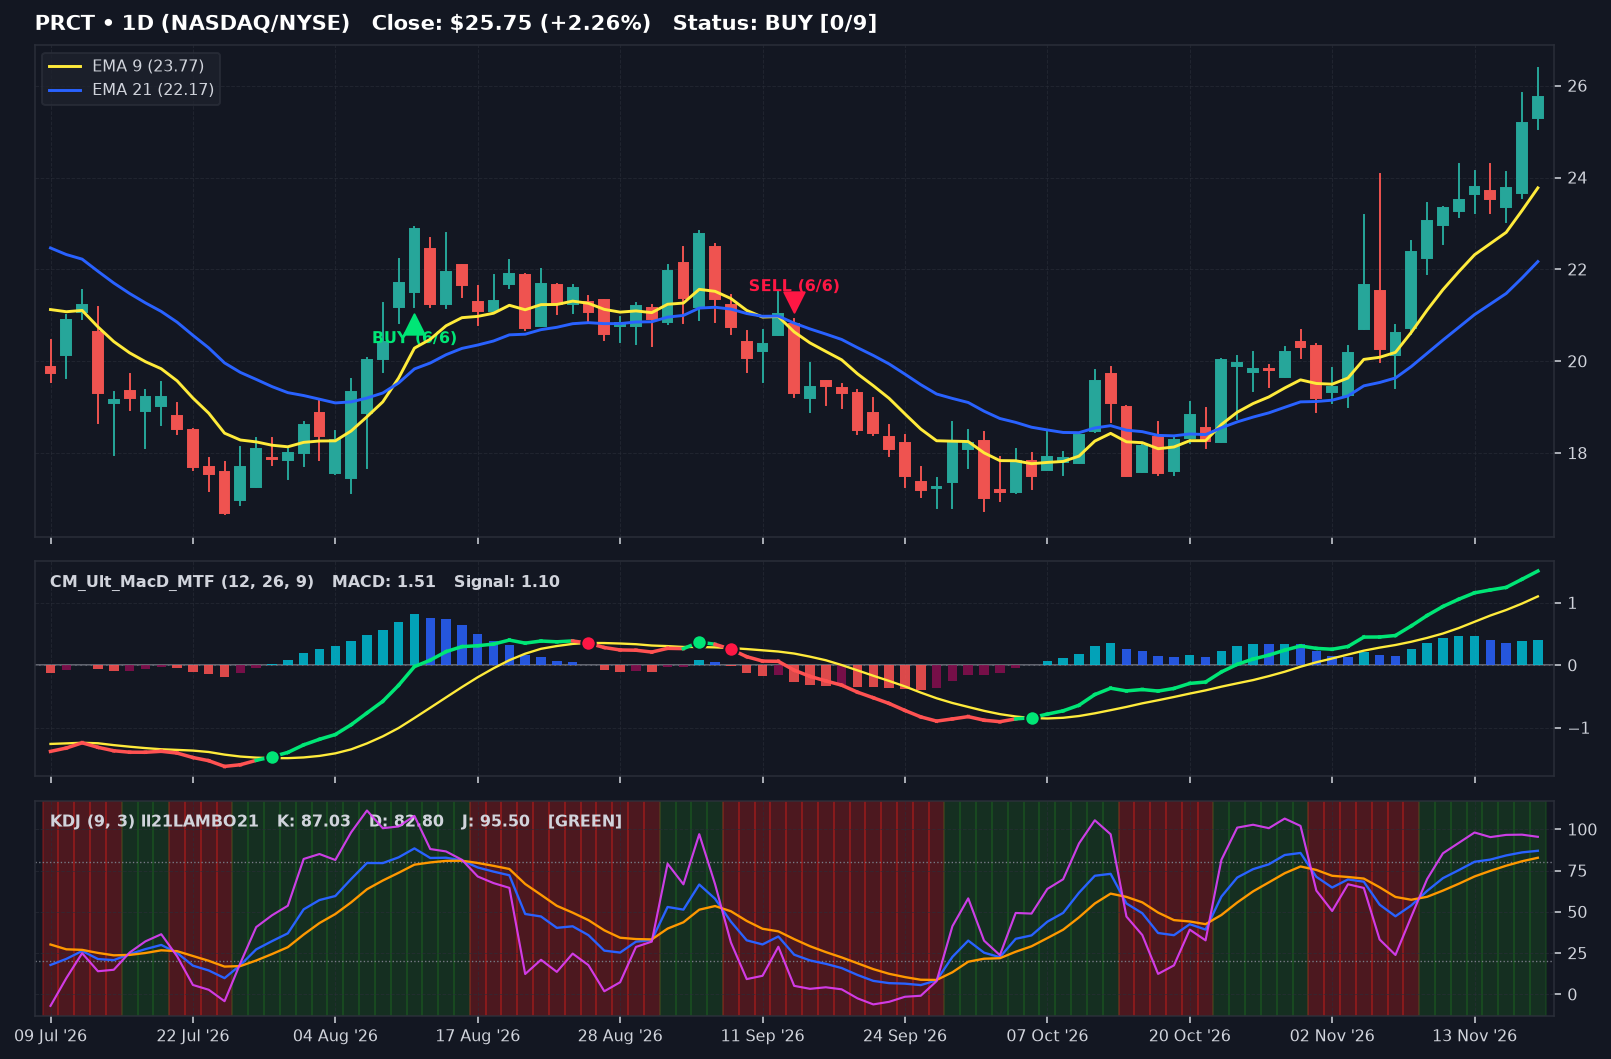 PRCT • 1D (NASDAQ/NYSE)   Close: $25.75 (+2.26%)   Status: BUY [0/9]
EMA 9 (23.77)
EMA 21 (22.17)
26
24
22
20
18
SELL (6/6)
BUY (6/6)
CM_Ult_MacD_MTF (12, 26, 9)   MACD: 1.51   Signal: 1.10
1
0
−1
KDJ (9, 3) II21LAMBO21   K: 87.03   D: 82.80   J: 95.50   [GREEN]
100
75
50
25
0
09 Jul '26   22 Jul '26   04 Aug '26   17 Aug '26   28 Aug '26   11 Sep '26   24 Sep '26   07 Oct '26   20 Oct '26   02 Nov '26   13 Nov '26